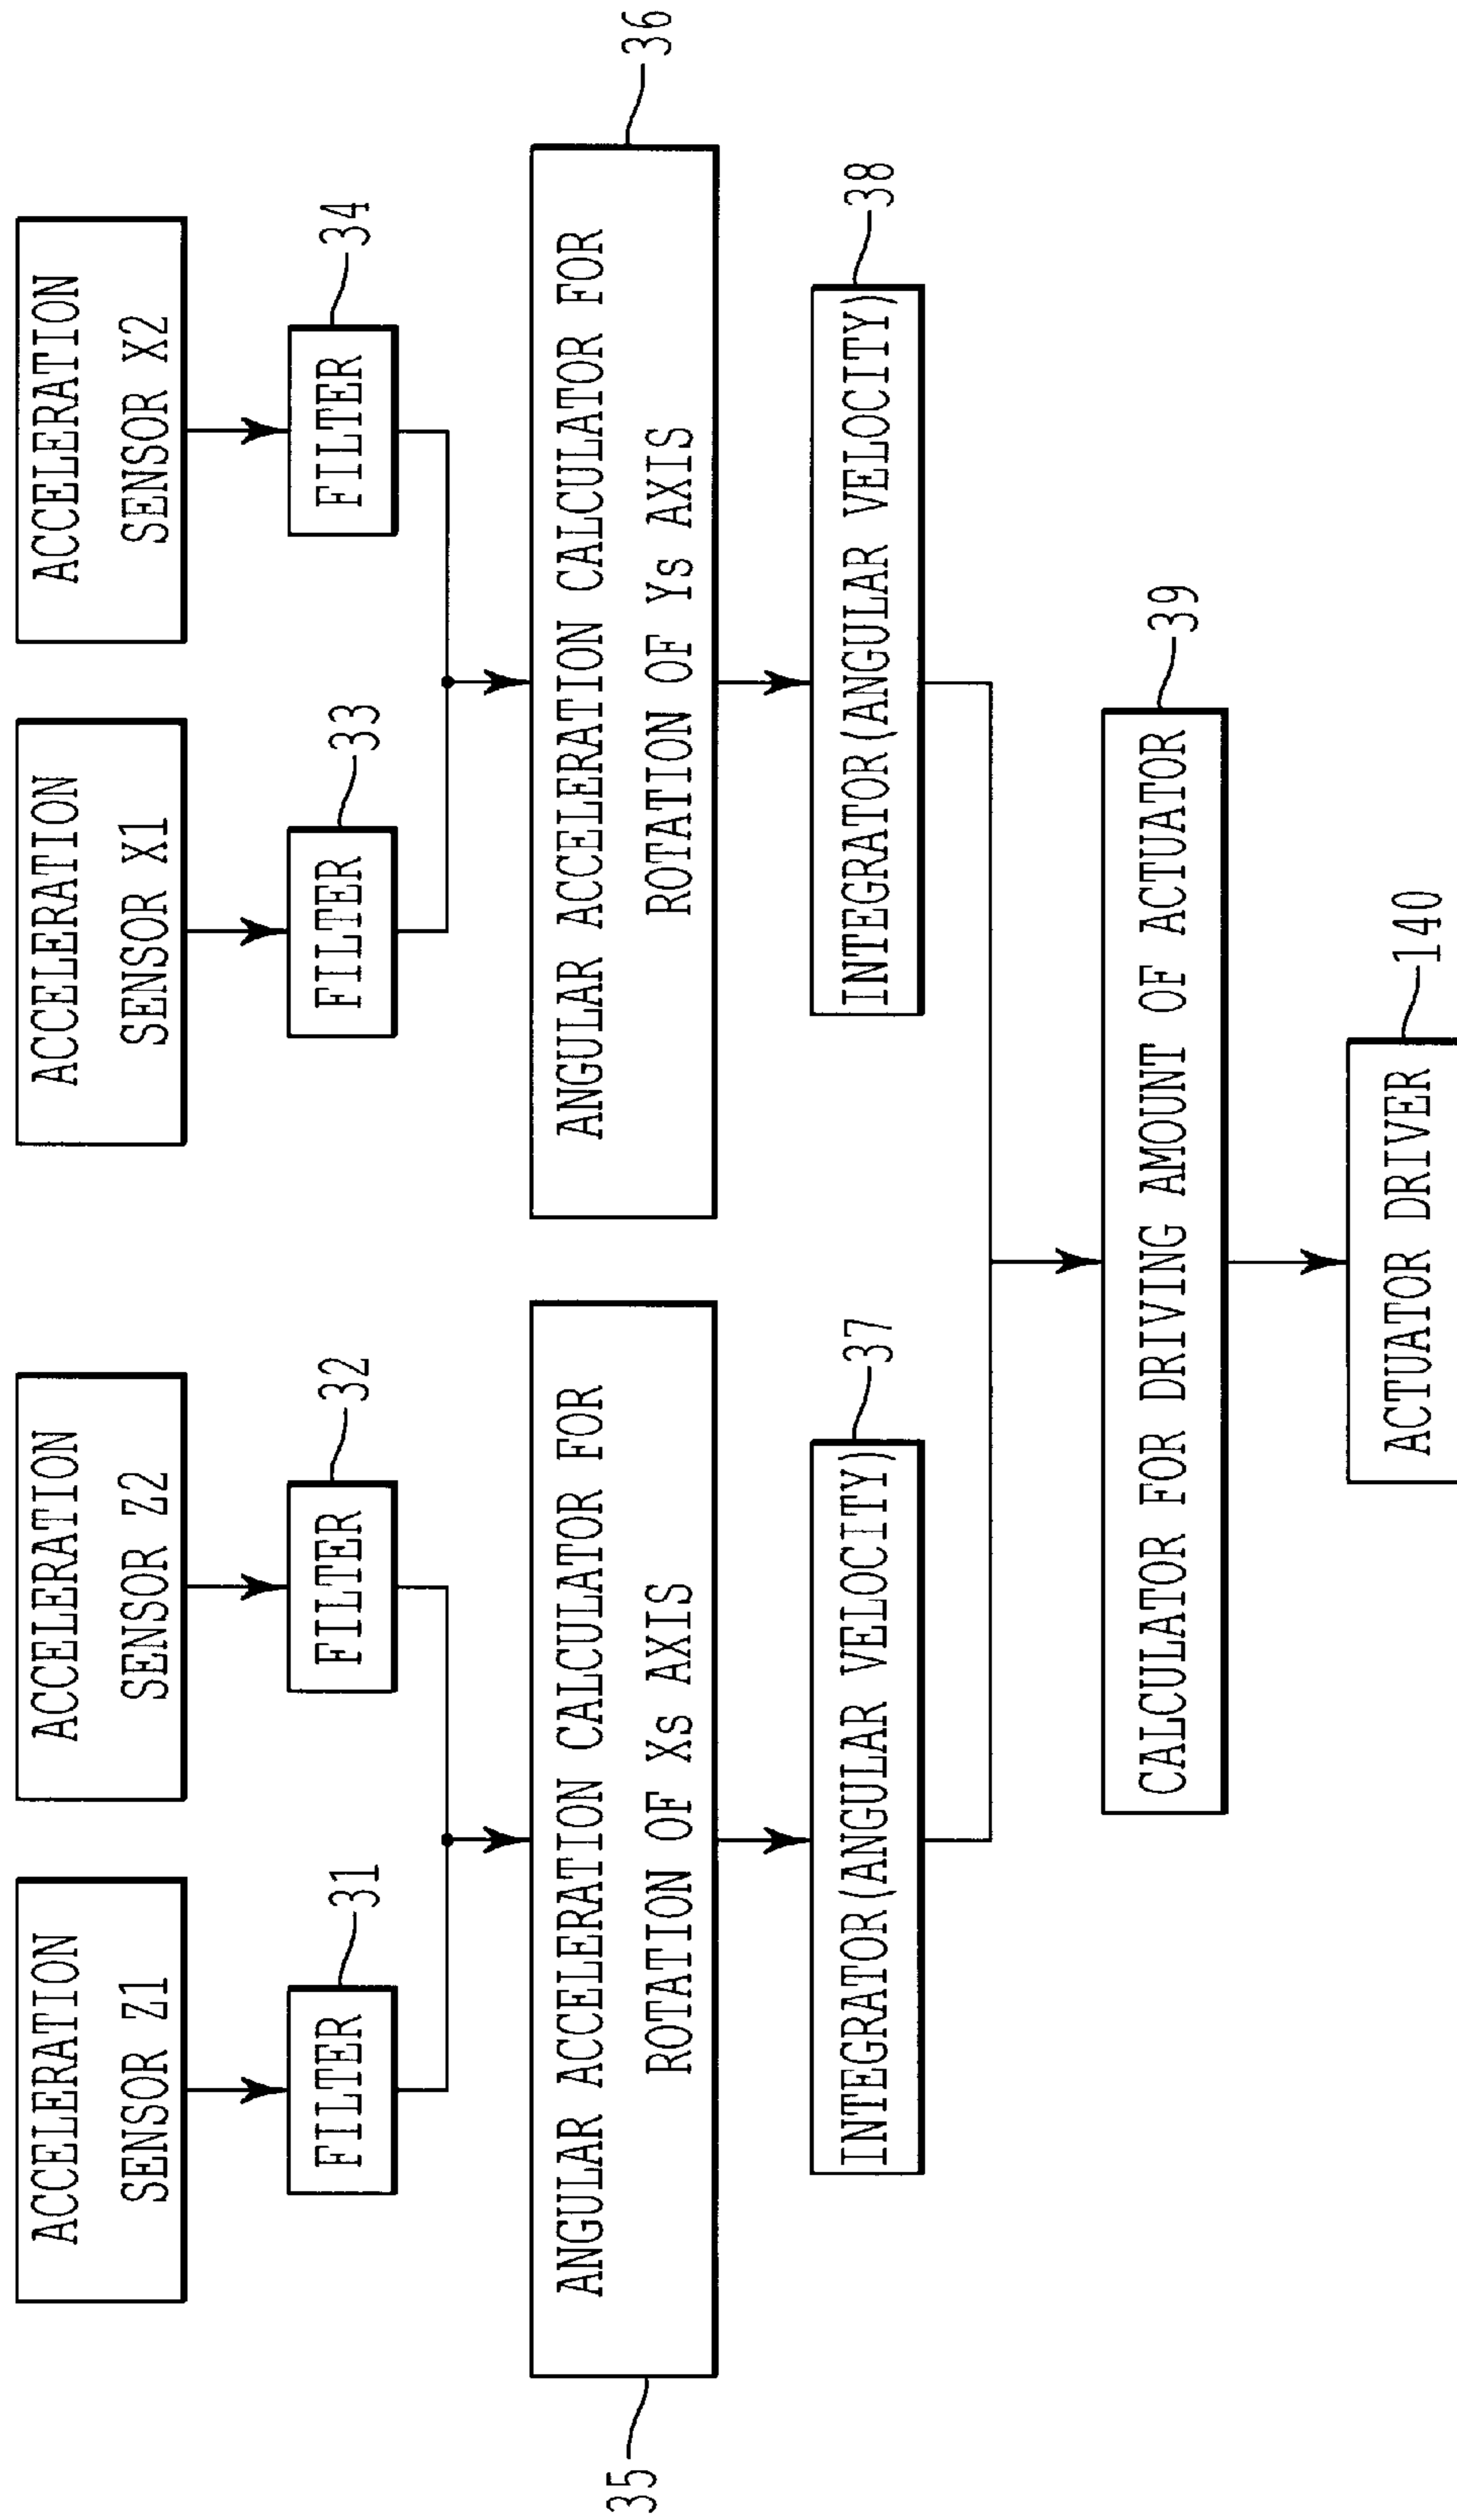 ACCELERATION
SENSOR Z1
ACCELERATION
SENSOR Z2
ACCELERATION
SENSOR X1
ACCELERATION
SENSOR X2
31
FILTER
32
FILTER
33
FILTER
34
FILTER
35
ANGULAR ACCELERATION CALCULATOR FOR
ROTATION OF Xs AXIS
36
ANGULAR ACCELERATION CALCULATOR FOR
ROTATION OF Ys AXIS
37
INTEGRATOR(ANGULAR VELOCITY)
38
INTEGRATOR(ANGULAR VELOCITY)
39
CALCULATOR FOR DRIVING AMOUNT OF ACTUATOR
140
ACTUATOR DRIVER